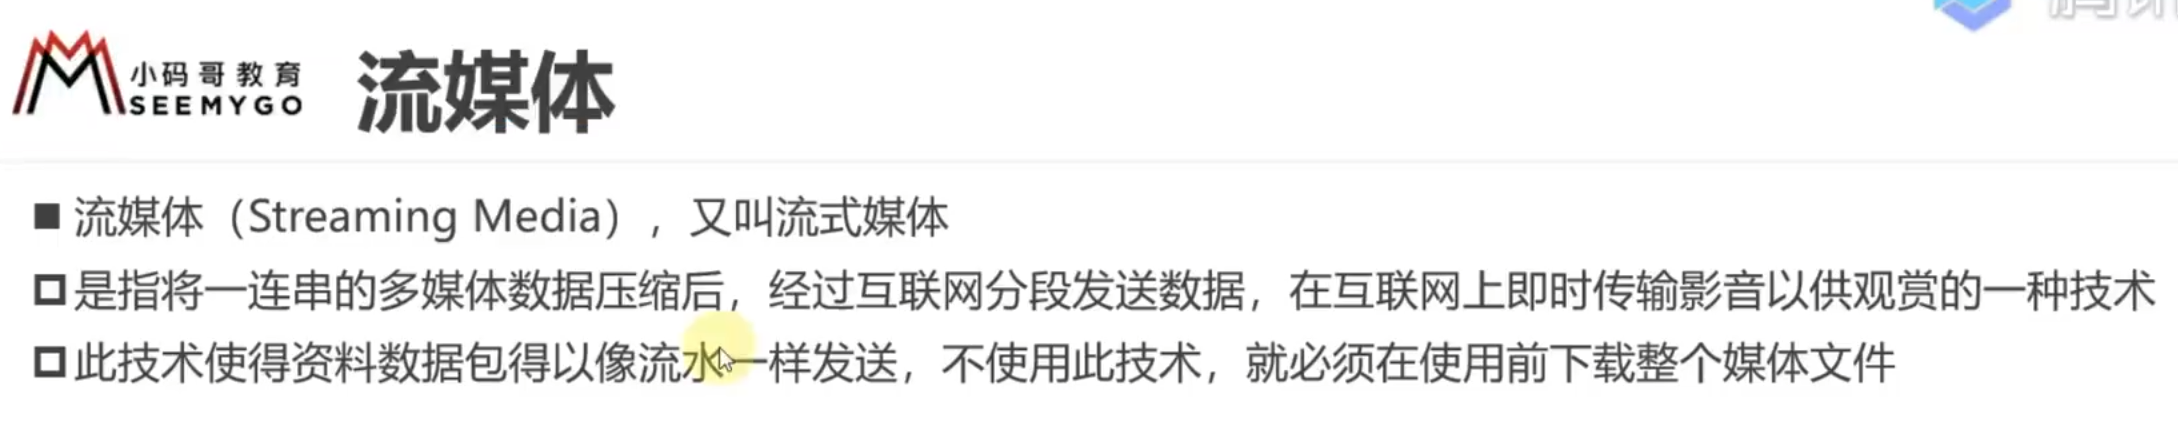 小码哥教育
SEEMYGO
流媒体
流媒体（Streaming Media），又叫流式媒体
是指将一连串的多媒体数据压缩后，经过互联网分段发送数据，在互联网上即时传输影音以供观赏的一种技术
此技术使得资料数据包得以像流水一样发送，不使用此技术，就必须在使用前下载整个媒体文件